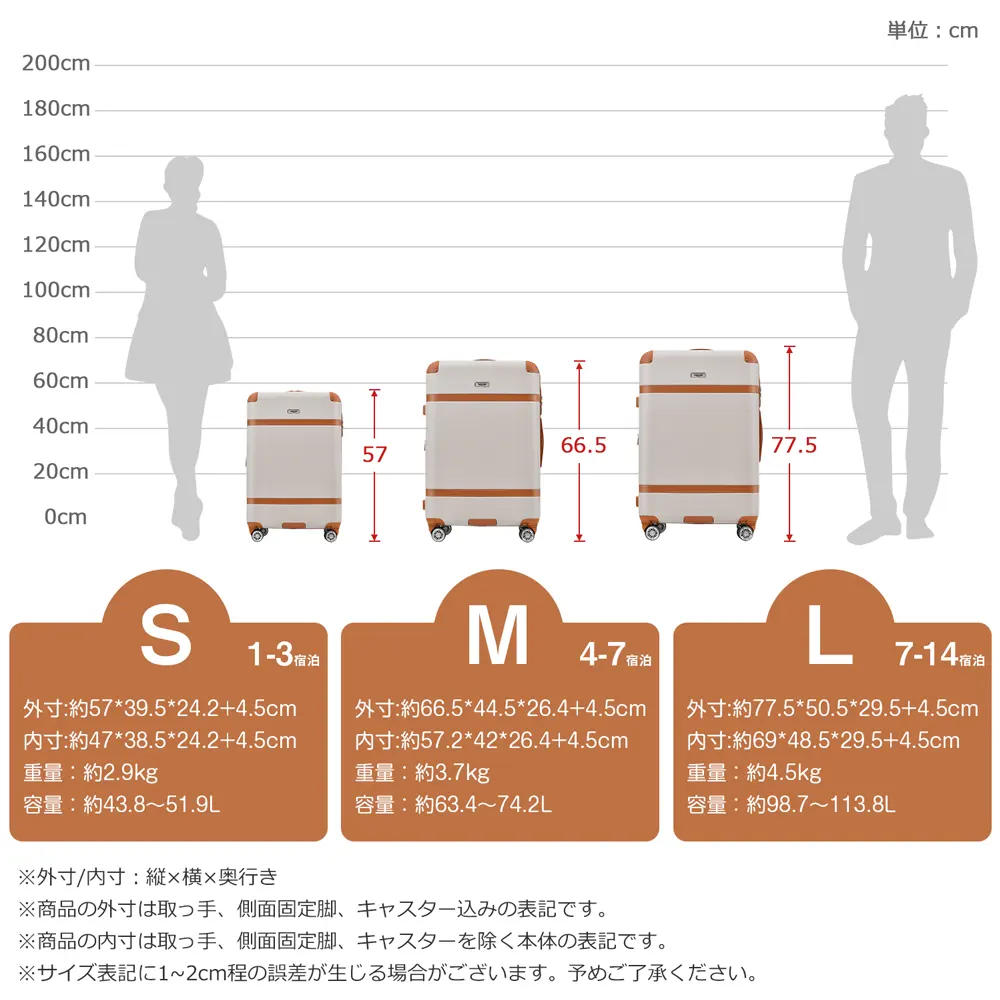 単位：cm
200cm
180cm
160cm
140cm
120cm
100cm
80cm
60cm
40cm
20cm
0cm
57
66.5
77.5
S
1-3宿泊
外寸:約57*39.5*24.2+4.5cm
内寸:約47*38.5*24.2+4.5cm
重量：約2.9kg
容量：約43.8～51.9L
M
4-7宿泊
外寸:約66.5*44.5*26.4+4.5cm
内寸:約57.2*42*26.4+4.5cm
重量：約3.7kg
容量：約63.4～74.2L
L
7-14宿泊
外寸:約77.5*50.5*29.5+4.5cm
内寸:約69*48.5*29.5+4.5cm
重量：約4.5kg
容量：約98.7～113.8L
※外寸/内寸：縦×横×奥行き
※商品の外寸は取っ手、側面固定脚、キャスター込みの表記です。
※商品の内寸は取っ手、側面固定脚、キャスターを除く本体の表記です。
※サイズ表記に1~2cm程の誤差が生じる場合がございます。予めご了承ください。